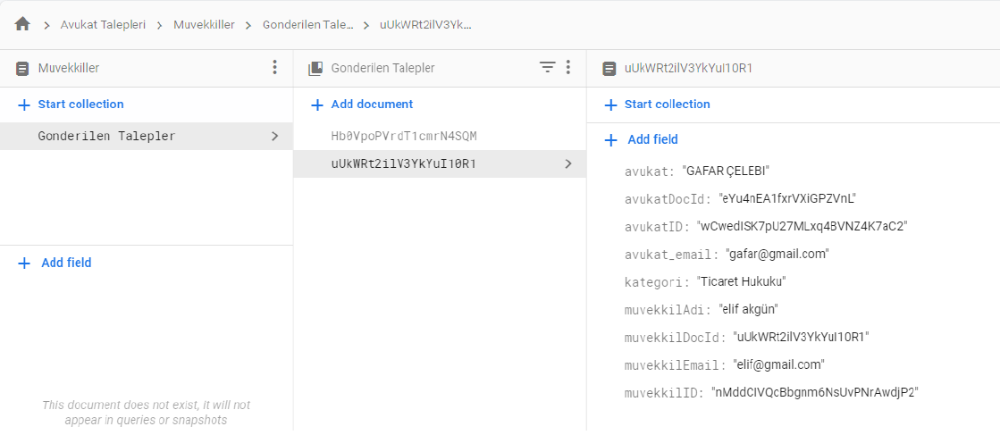 Avukat Talepleri > Muvekkiller > Gonderilen Tale... > uUkWRt2ilV3Yk...
Muvekkiller
Start collection
Gonderilen Talepler
Add field
This document does not exist, it will not
appear in queries or snapshots
Gonderilen Talepler
Add document
Hb0VpoPVrdT1cmrN4SQM
uUkWRt2ilV3YkYuI10R1
uUkWRt2ilV3YkYuI10R1
Start collection
Add field
avukat: "GAFAR ÇELEBİ"
avukatDocId: "eYu4nEA1fxrVXiGPZVnL"
avukatID: "wCwedISK7pU27MLxq4BVNZ4K7aC2"
avukat_email: "gafar@gmail.com"
kategori: "Ticaret Hukuku"
muvekkilAdi: "elif akgün"
muvekkilDocId: "uUkWRt2ilV3YkYuI10R1"
muvekkilEmail: "elif@gmail.com"
muvekkilID: "nMddCIVQcBbgnm6NsUvPNrAwdjP2"